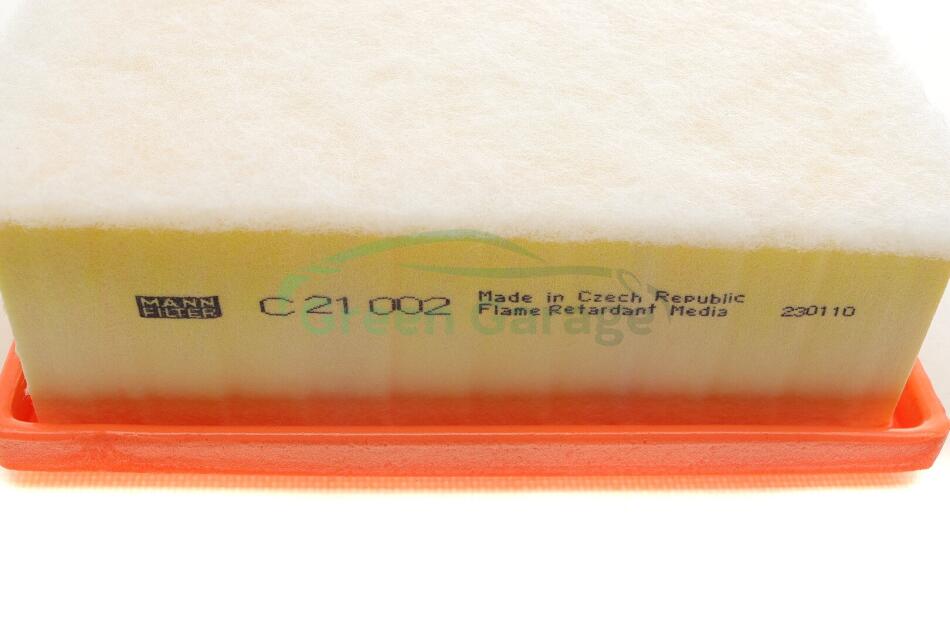 MANN
FILTER
C 21 002
Made in Czech Republic
Flame Retardant Media
230110
Green Garage